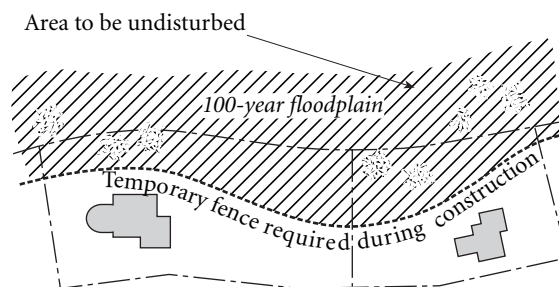 Area to be undisturbed
100-year floodplain
Temporary fence required during construction